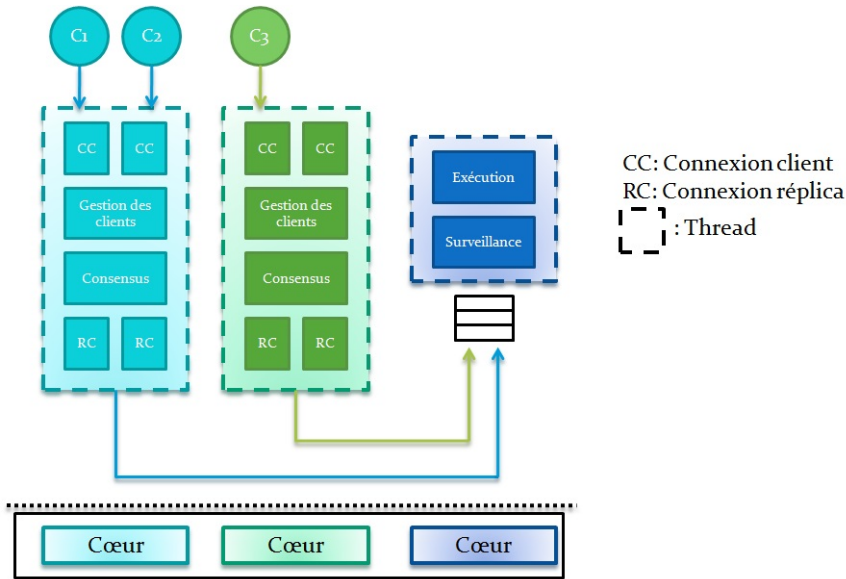 C1
C2
C3
CC
CC
Gestion des
clients
Consensus
RC
RC
CC
CC
Gestion des
clients
Consensus
RC
RC
Exécution
Surveillance
CC: Connexion client
RC: Connexion réplica
: Thread
Cœur
Cœur
Cœur